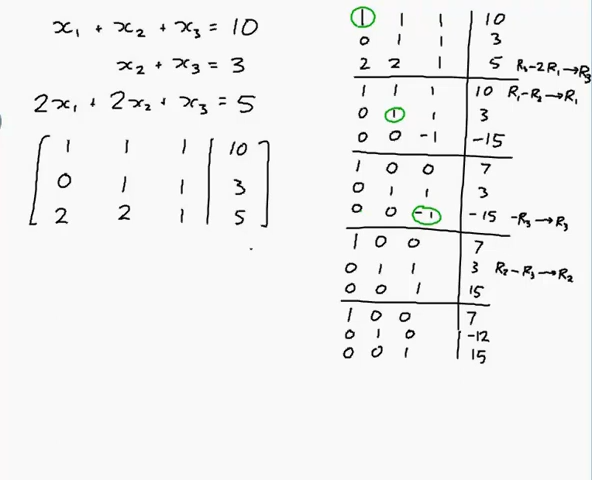 x₁ + x₂ + x₃ = 10
x₂ + x₃ = 3
2x₁ + 2x₂ + x₃ = 5
1 1 1 | 10
0 1 1 | 3
2 2 1 | 5
1 1 1 | 10
0 1 1 | 3
2 2 1 | 5 R₃-2R₁→R₃
1 1 1 | 10 R₁-R₂→R₁
0 1 1 | 3
0 0 -1 | -15
1 0 0 | 7
0 1 1 | 3
0 0 -1 | -15 -R₃→R₃
1 0 0 | 7
0 1 1 | 3 R₂-R₃→R₂
0 0 1 | 15
1 0 0 | 7
0 1 0 | -12
0 0 1 | 15